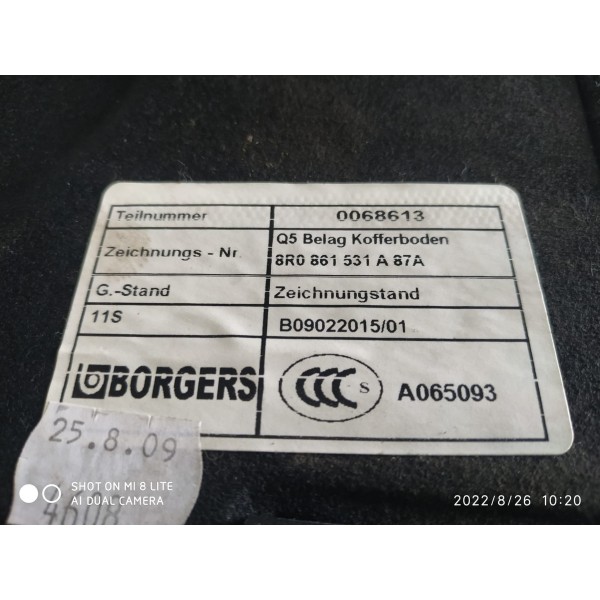 Teilnummer 0068613
Zeichnungs - Nr. Q5 Belag Kofferboden
8R0 861 531 A 87A
G.-Stand Zeichnungstand
11S B09022015/01
BORGERS CCC S A065093
25.8.09
SHOT ON MI 8 LITE
AI DUAL CAMERA
2022/8/26 10:20